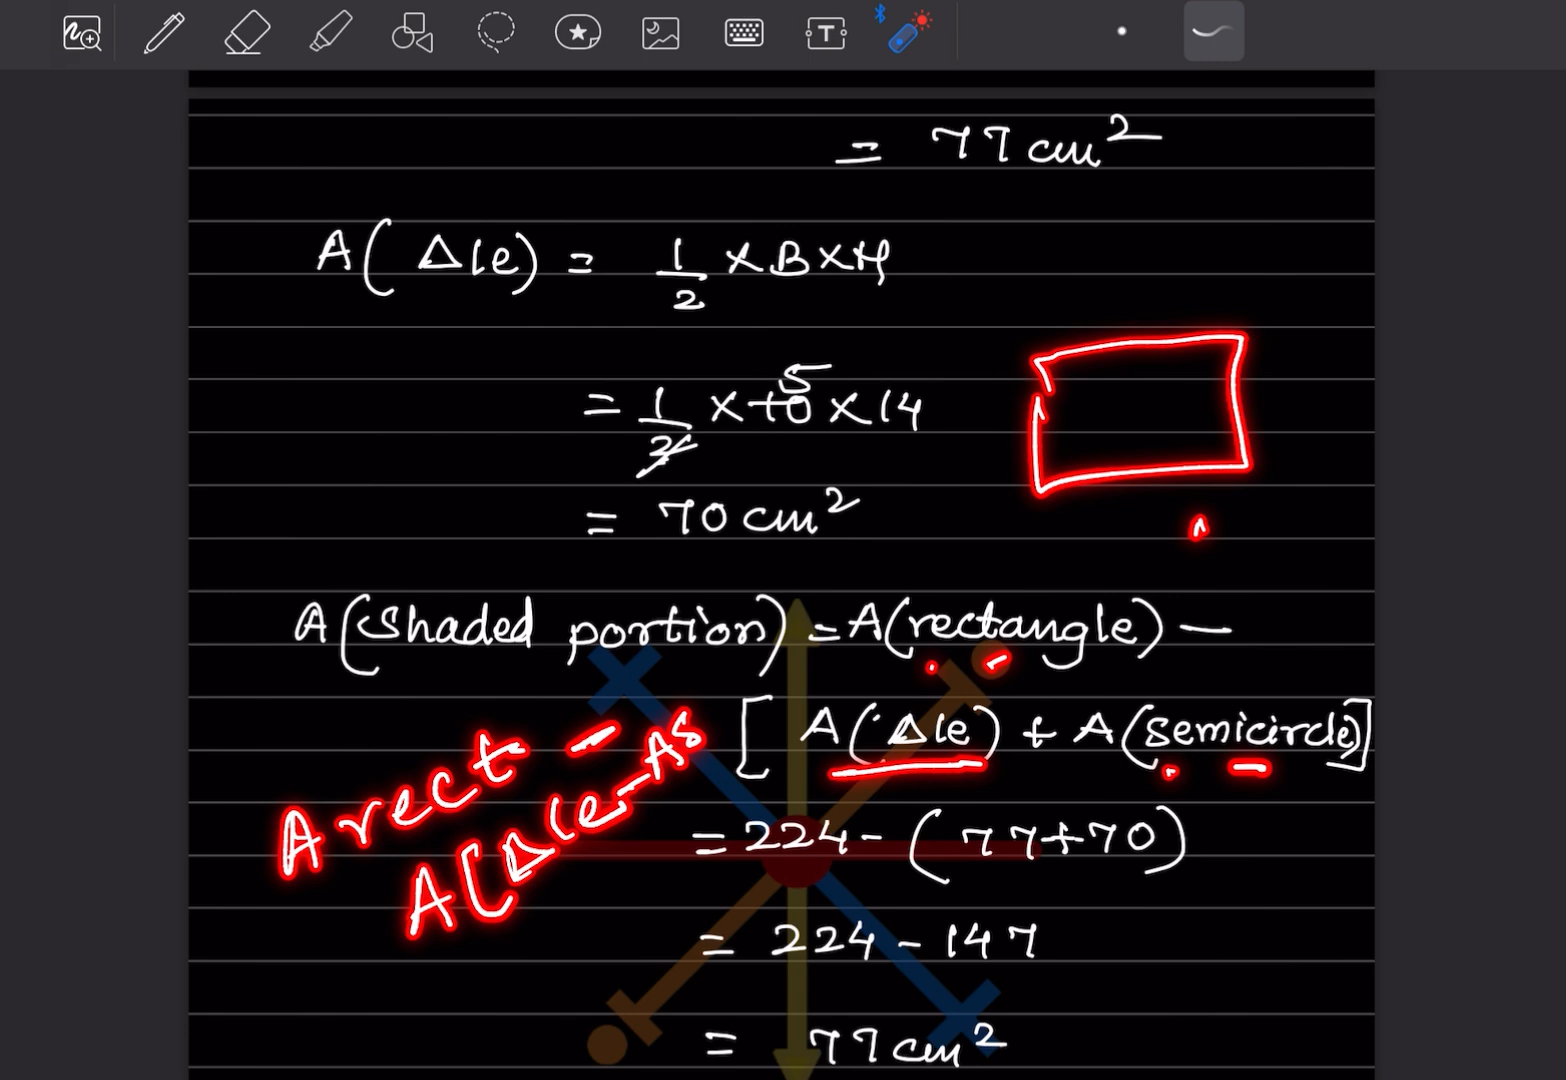 = 77 cm²
A( Δle) = 1/2 × B × H
= 1/2 × 10 5 × 14
= 70 cm²
A(shaded portion) = A(rectangle) —
[ A(Δle) + A(semicircle)]
A rect - A(Δle - As
= 224 - ( 77+70)
= 224 - 147
= 77 cm²